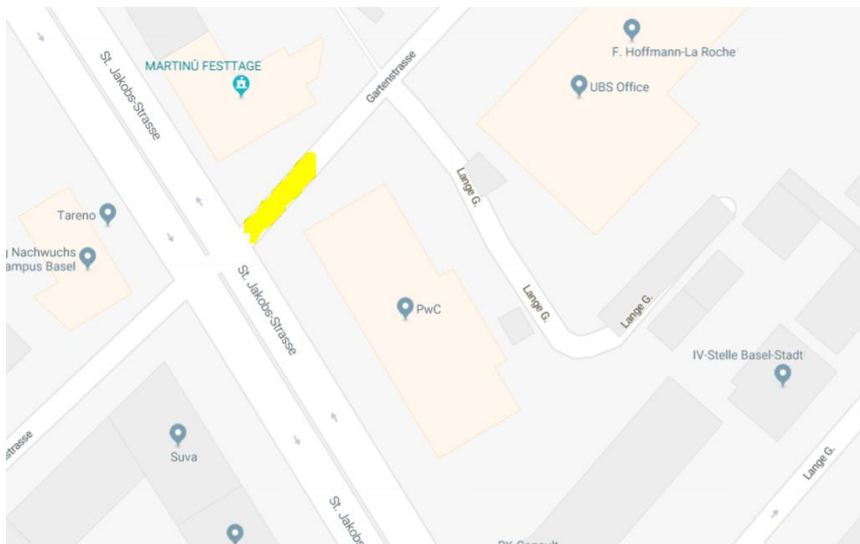 F. Hoffmann-La Roche
MARTINŮ FESTTAGE
St. Jakobs-Strasse
Gartenstrasse
UBS Office
Lange G.
Tareno
Nachwuchs
ampus Basel
St. Jakobs-Strasse
PwC
Lange G.
Lange G.
IV-Stelle Basel-Stadt
strasse
Suva
Lange G.
St. Jakobs